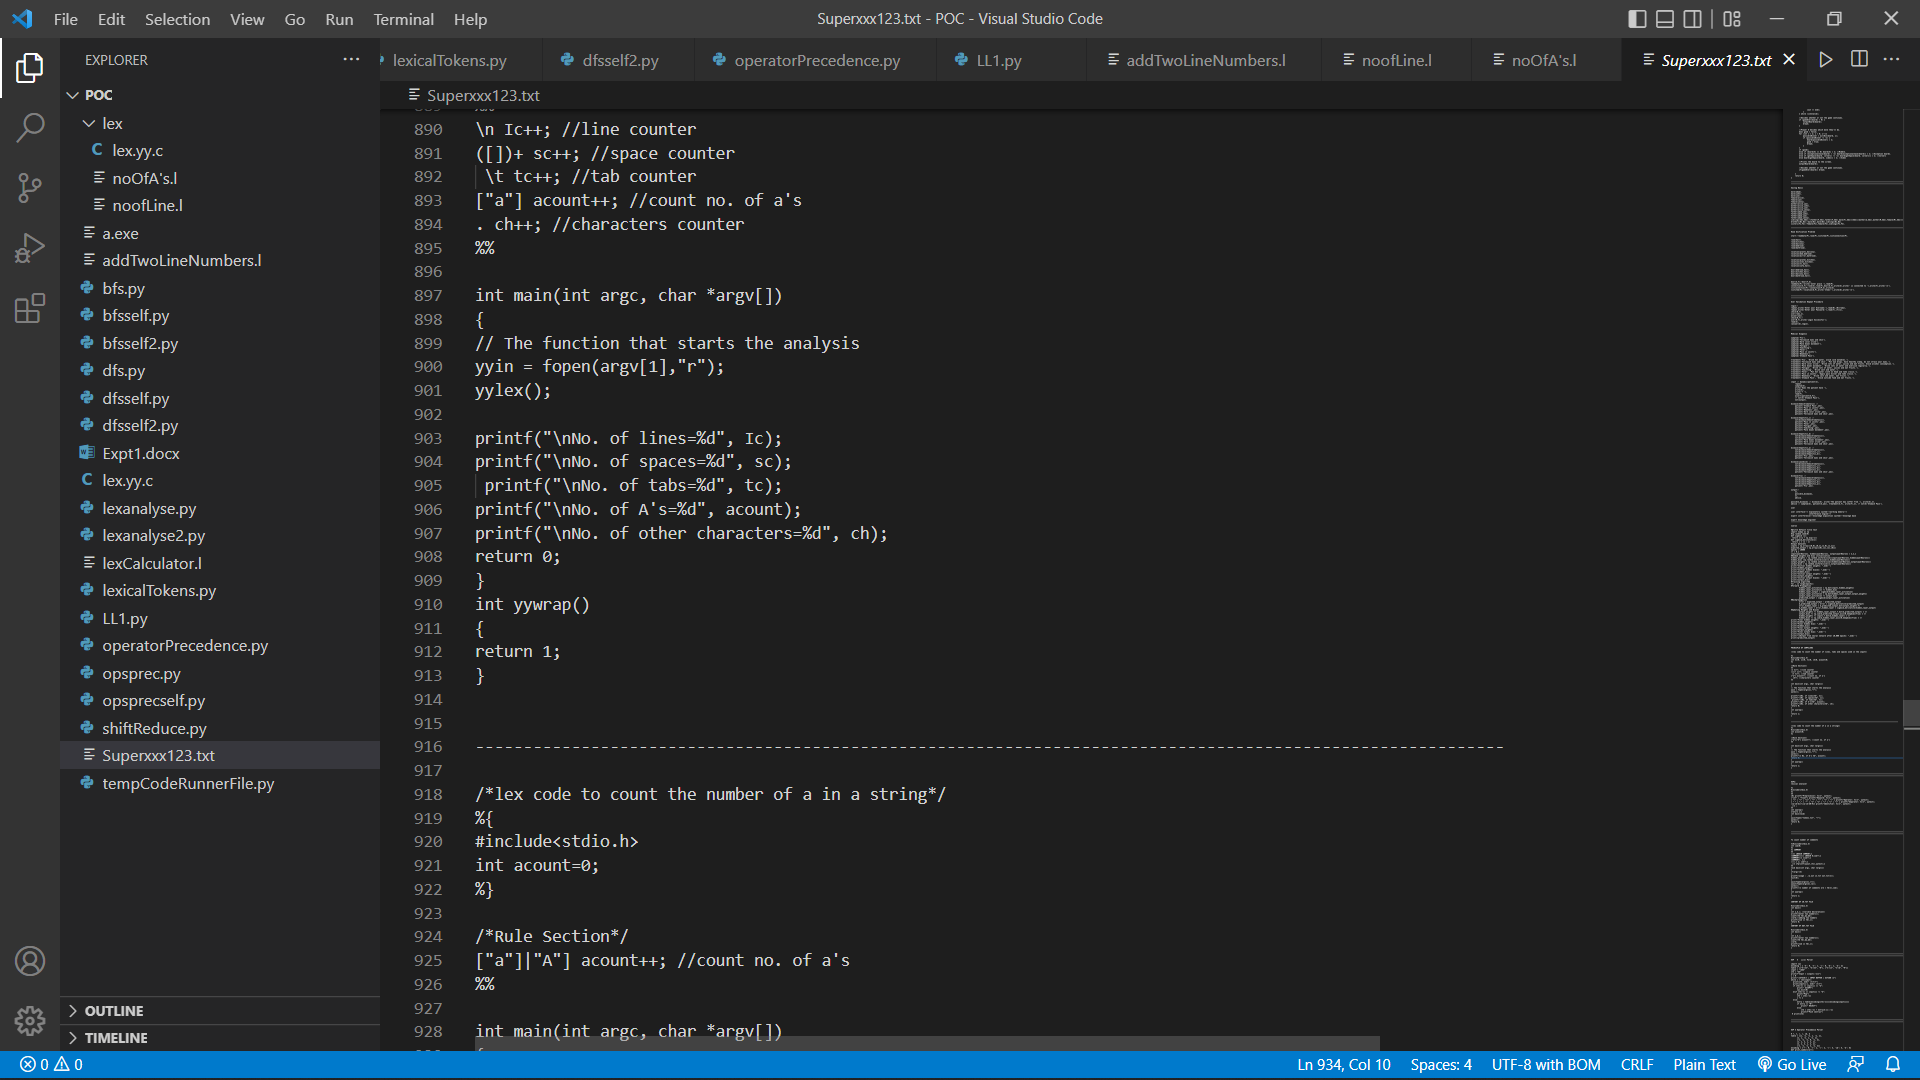 File Edit Selection View Go Run Terminal Help
Superxxx123.txt - POC - Visual Studio Code
EXPLORER
lexicalTokens.py dfsself2.py operatorPrecedence.py LL1.py addTwoLineNumbers.l noofLine.l noOfA's.l Superxxx123.txt
POC
lex
lex.yy.c
noOfA's.l
noofLine.l
a.exe
addTwoLineNumbers.l
bfs.py
bfsself.py
bfsself2.py
dfs.py
dfsself.py
dfsself2.py
Expt1.docx
lex.yy.c
lexanalyse.py
lexanalyse2.py
lexCalculator.l
lexicalTokens.py
LL1.py
operatorPrecedence.py
opsprec.py
opsprecself.py
shiftReduce.py
Superxxx123.txt
tempCodeRunnerFile.py
OUTLINE
TIMELINE
Superxxx123.txt
889 %%
890 \n Ic++; //line counter
891 ([])+ sc++; //space counter
892 \t tc++; //tab counter
893 ["a"] acount++; //count no. of a's
894 . ch++; //characters counter
895 %%
896
897 int main(int argc, char *argv[])
898 {
899 // The function that starts the analysis
900 yyin = fopen(argv[1],"r");
901 yylex();
902
903 printf("\nNo. of lines=%d", Ic);
904 printf("\nNo. of spaces=%d", sc);
905 printf("\nNo. of tabs=%d", tc);
906 printf("\nNo. of A's=%d", acount);
907 printf("\nNo. of other characters=%d", ch);
908 return 0;
909 }
910 int yywrap()
911 {
912 return 1;
913 }
914
915
916 -----------------------------------------------------------------------------------------------------------
917
918 /*lex code to count the number of a in a string*/
919 %{
920 #include<stdio.h>
921 int acount=0;
922 %}
923
924 /*Rule Section*/
925 ["a"]|"A"] acount++; //count no. of a's
926 %%
927
928 int main(int argc, char *argv[])
0 0
Ln 934, Col 10 Spaces: 4 UTF-8 with BOM CRLF Plain Text Go Live